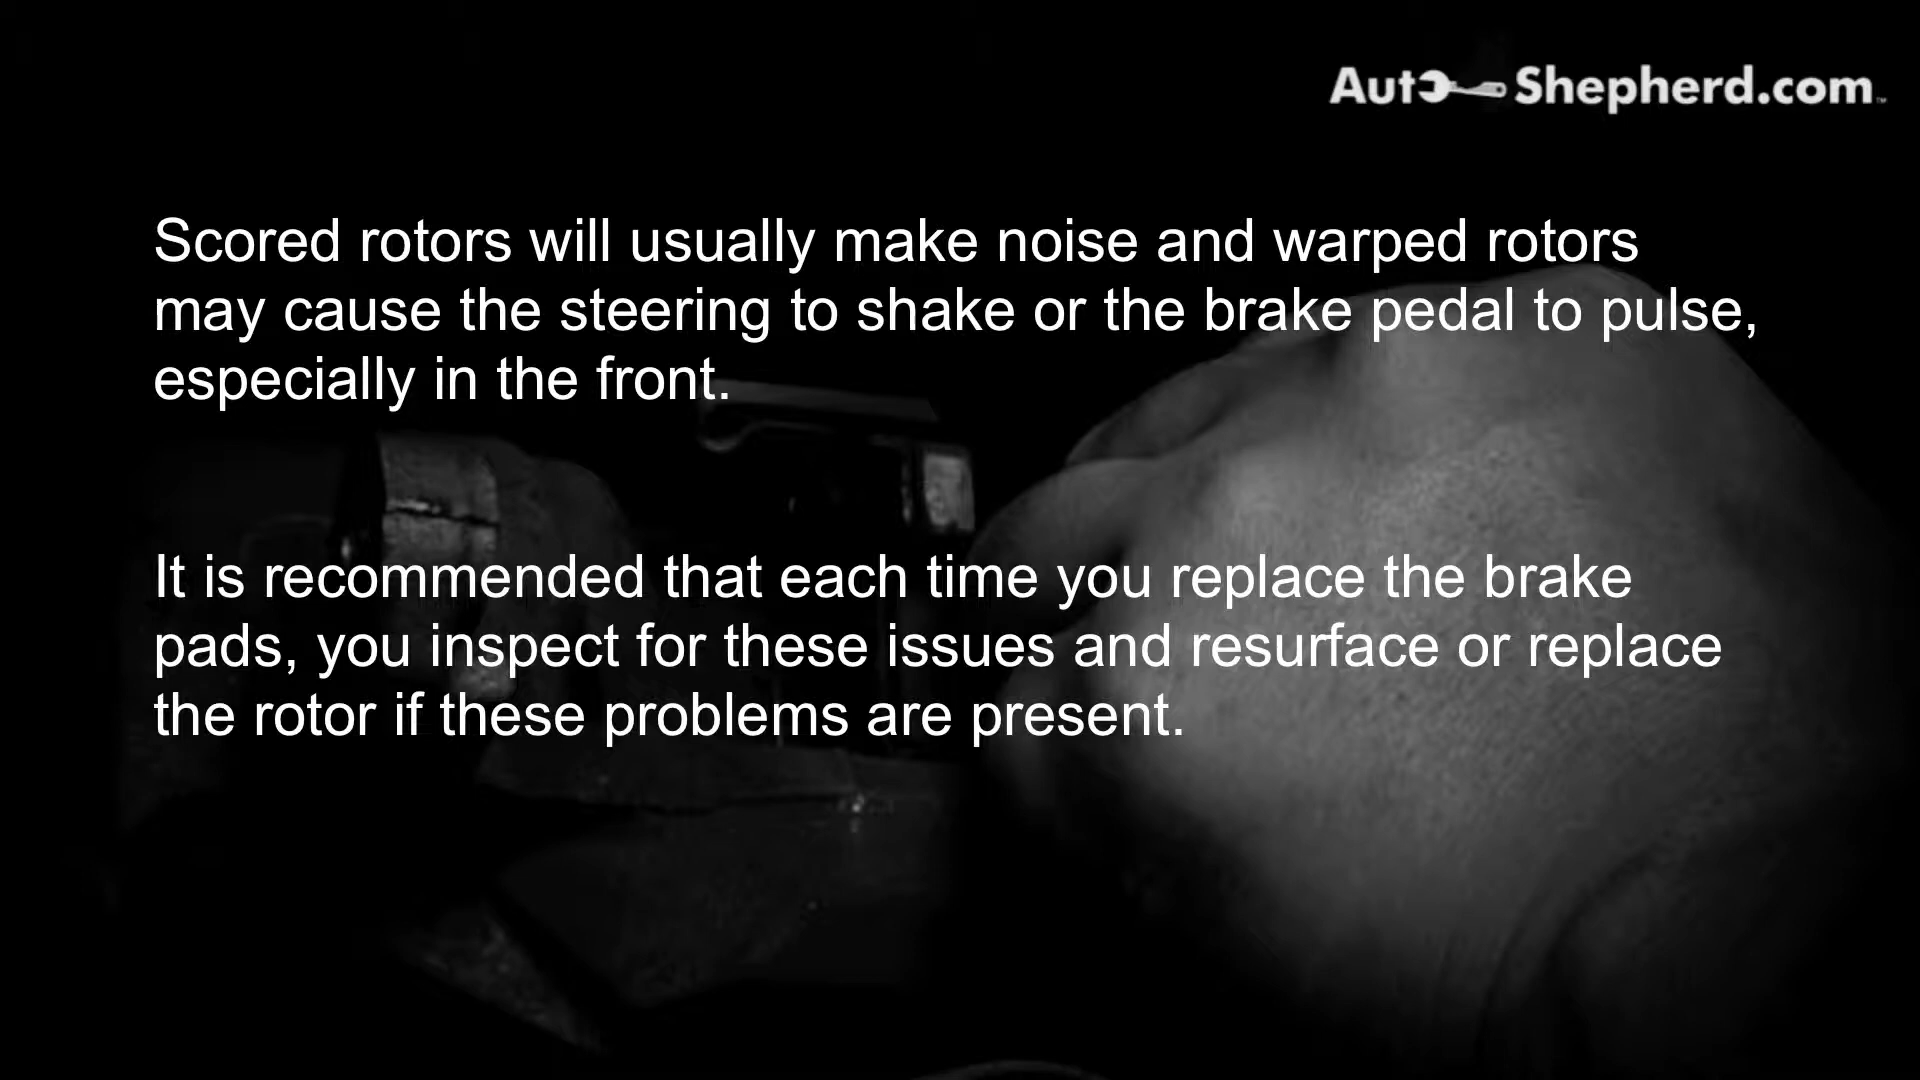 Auto Shepherd.com
Scored rotors will usually make noise and warped rotors
may cause the steering to shake or the brake pedal to pulse,
especially in the front.
It is recommended that each time you replace the brake
pads, you inspect for these issues and resurface or replace
the rotor if these problems are present.